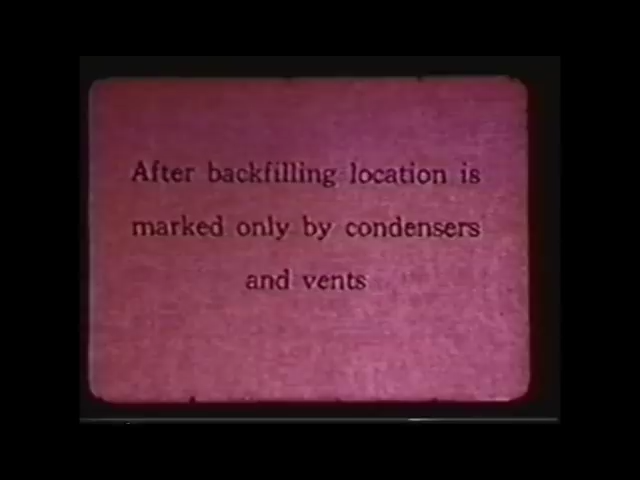 After backfilling location is
marked only by condensers
and vents